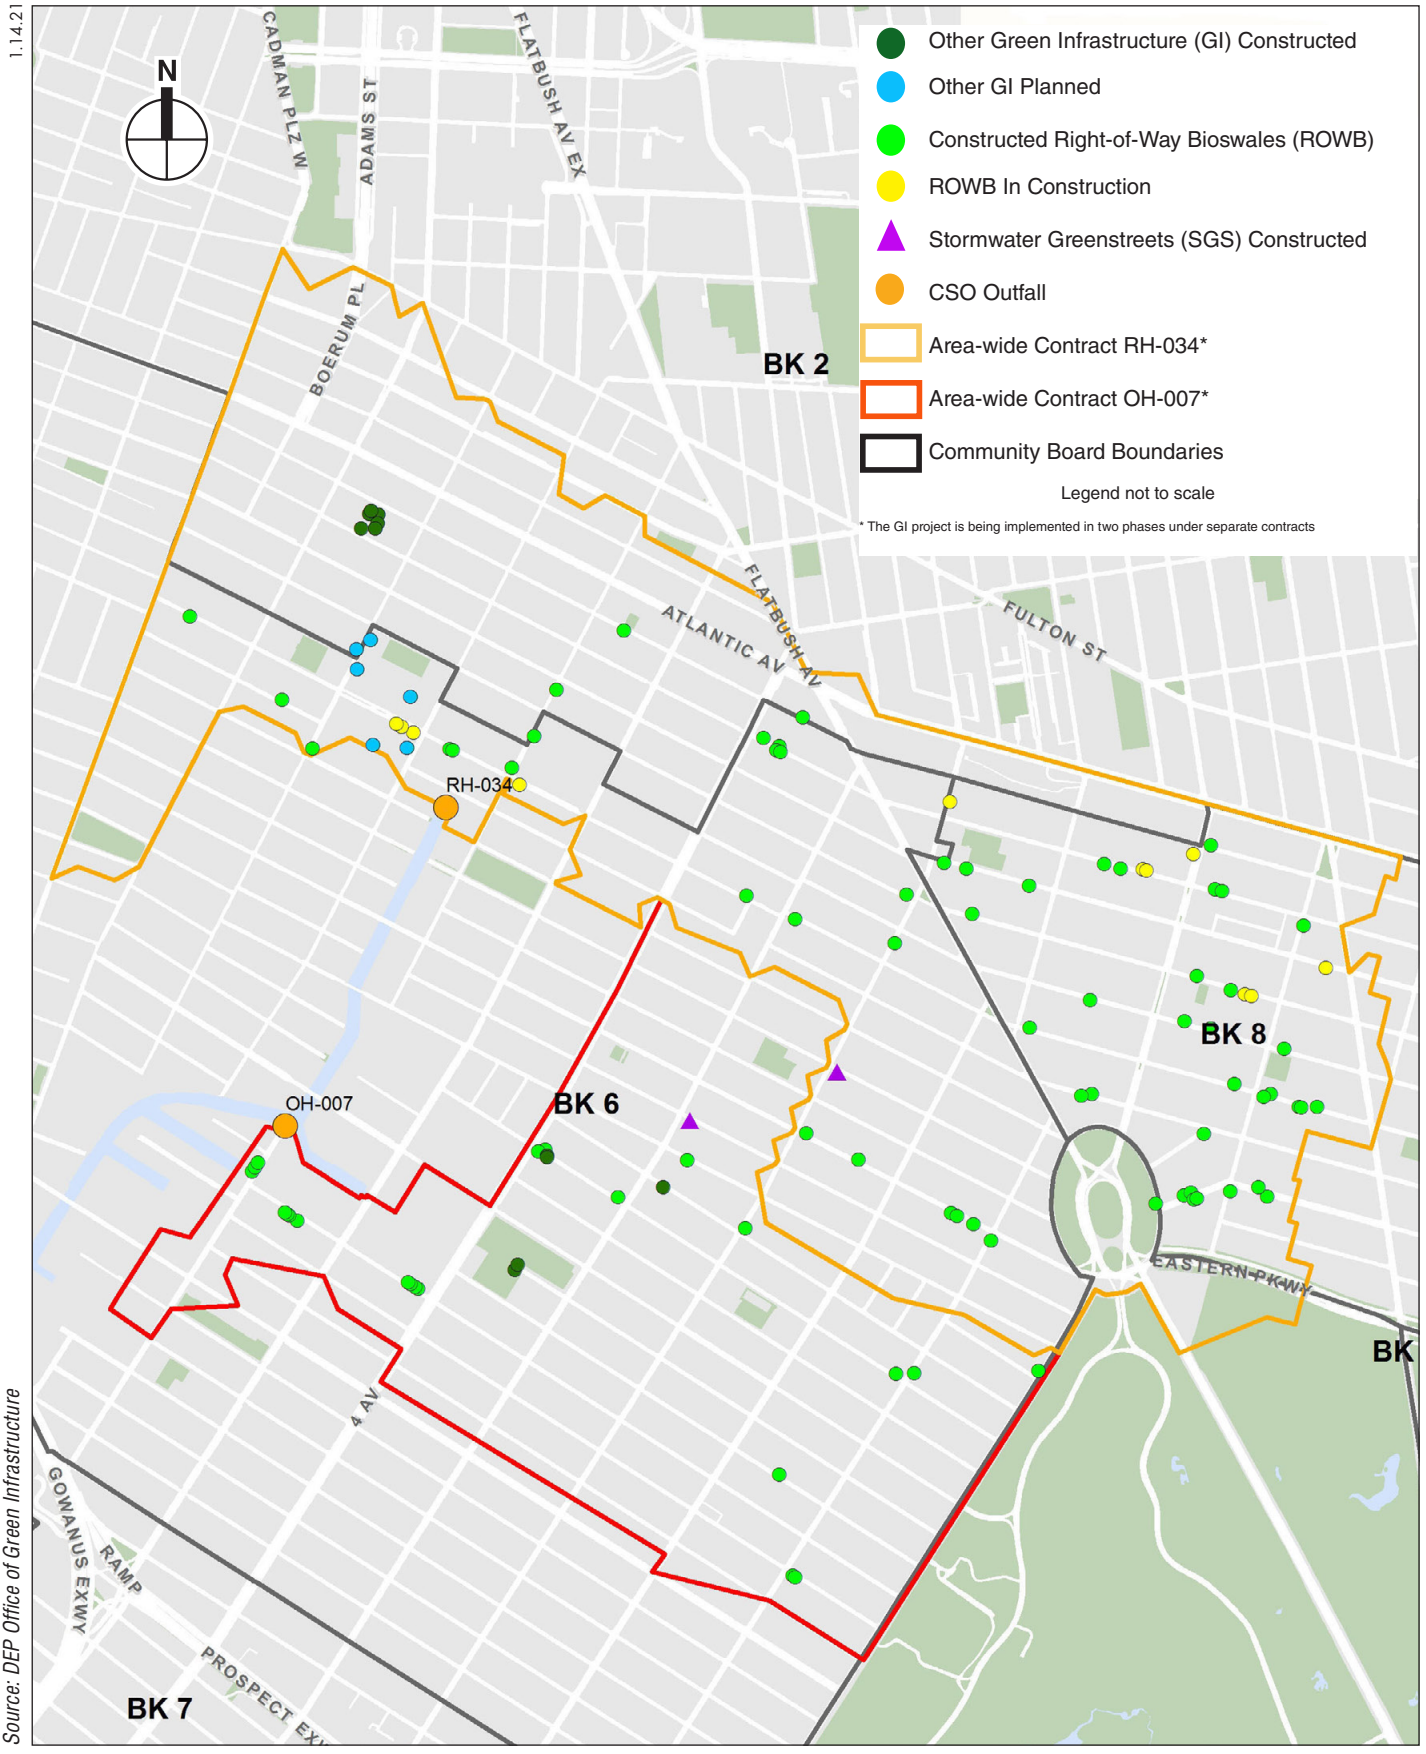 1.14.21
N
CADMAN PLZ W
ADAMS ST
FLATBUSH AV EX
Other Green Infrastructure (GI) Constructed
Other GI Planned
Constructed Right-of-Way Bioswales (ROWB)
ROWB In Construction
Stormwater Greenstreets (SGS) Constructed
CSO Outfall
Area-wide Contract RH-034*
Area-wide Contract OH-007*
Community Board Boundaries
Legend not to scale
* The GI project is being implemented in two phases under separate contracts
BOERUM PL
BK 2
FLATBUSH AV
ATLANTIC AV
FULTON ST
RH-034
BK 8
OH-007
BK 6
EASTERN PKWY
BK
4 AV
GOWANUS EXWY
RAMP
PROSPECT EXW
BK 7
Source: DEP Office of Green Infrastructure